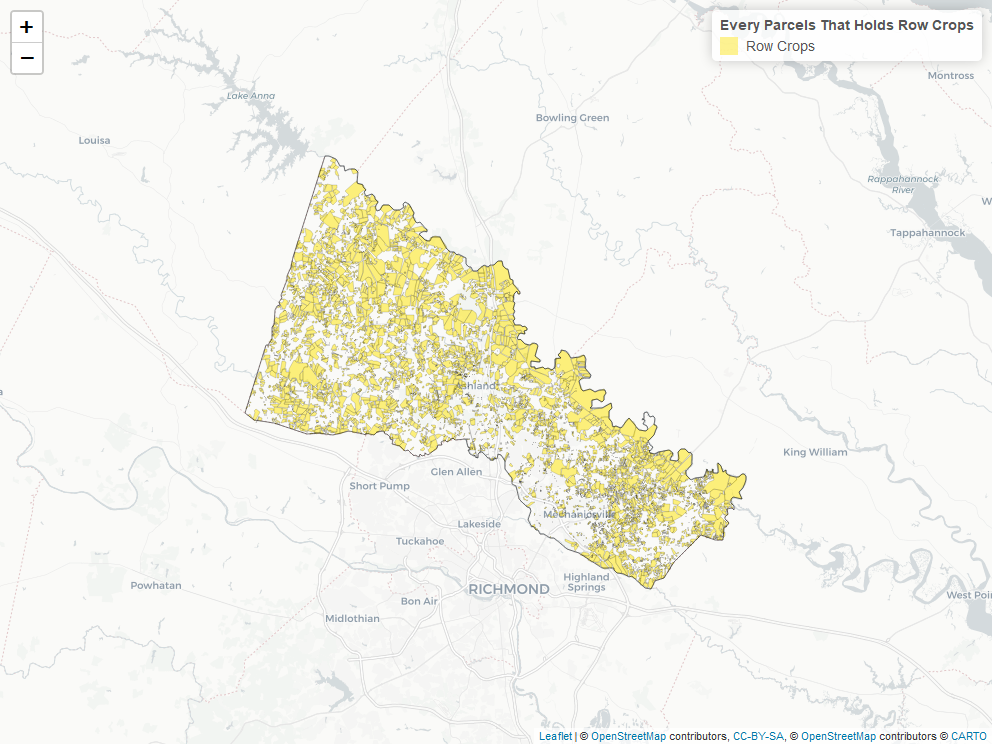 +
−
Every Parcels That Holds Row Crops
Row Crops
Montross
Lake Anna
Bowling Green
Louisa
Rappahannock
River
Tappahannock
Ashland
King William
Glen Allen
Short Pump
Mechanicsville
Lakeside
Tuckahoe
Highland
Springs
Powhatan
RICHMOND
Bon Air
Midlothian
Leaflet | © OpenStreetMap contributors, CC-BY-SA, © OpenStreetMap contributors © CARTO